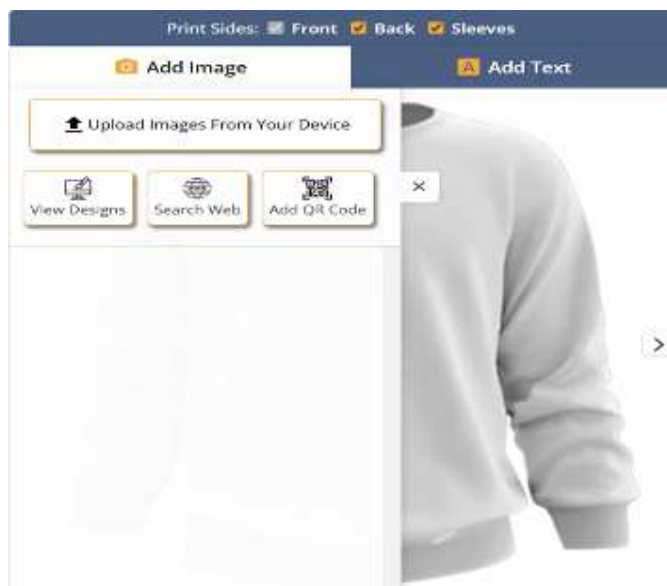 Print Sides: Front Back Sleeves
Add Image
A Add Text
Upload Images From Your Device
View Designs
Search Web
Add QR Code